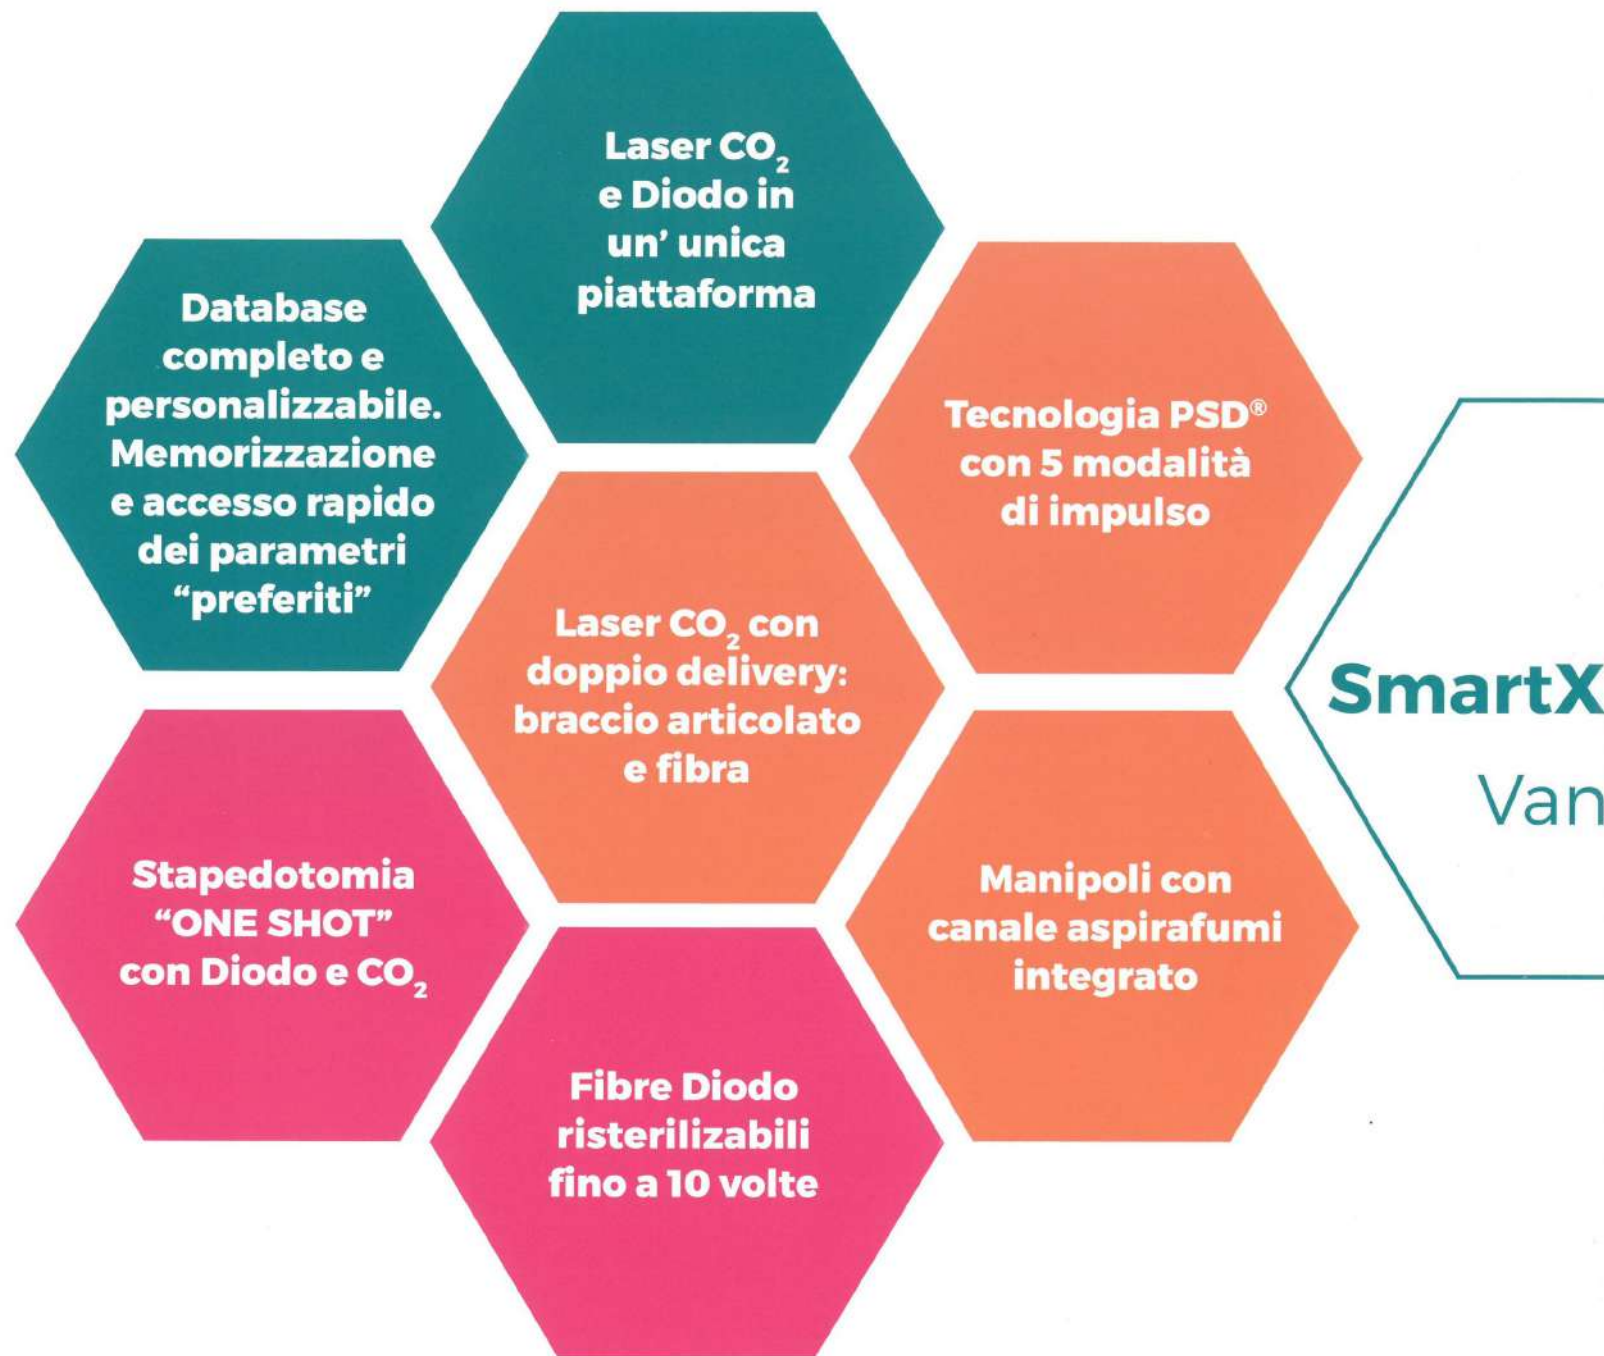 Laser CO₂
e Diodo in
un’ unica
piattaforma
Database
completo e
personalizzabile.
Memorizzazione
e accesso rapido
dei parametri
“preferiti”
Tecnologia PSD®
con 5 modalità
di impulso
Laser CO₂ con
doppio delivery:
braccio articolato
e fibra
SmartX
Van
Stapedotomia
“ONE SHOT”
con Diodo e CO₂
Manipoli con
canale aspirafumi
integrato
Fibre Diodo
risterilizabili
fino a 10 volte